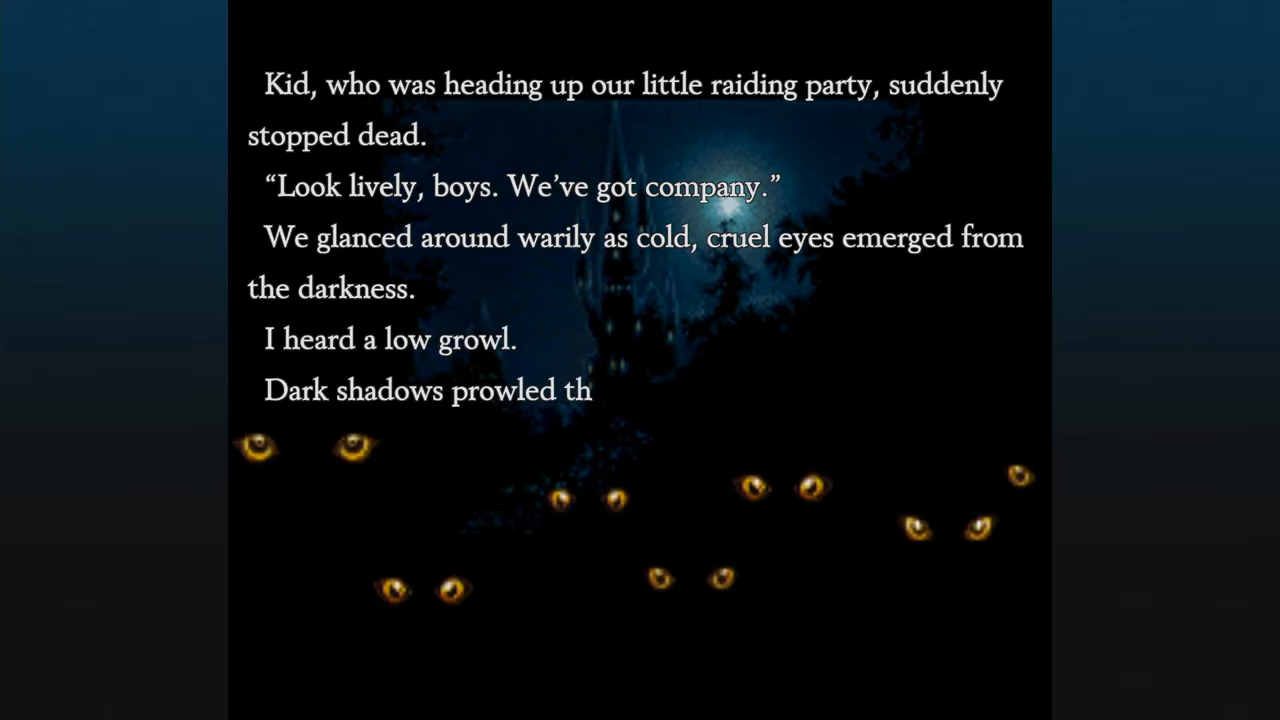 Kid, who was heading up our little raiding party, suddenly
stopped dead.
“Look lively, boys. We’ve got company.”
We glanced around warily as cold, cruel eyes emerged from
the darkness.
I heard a low growl.
Dark shadows prowled th